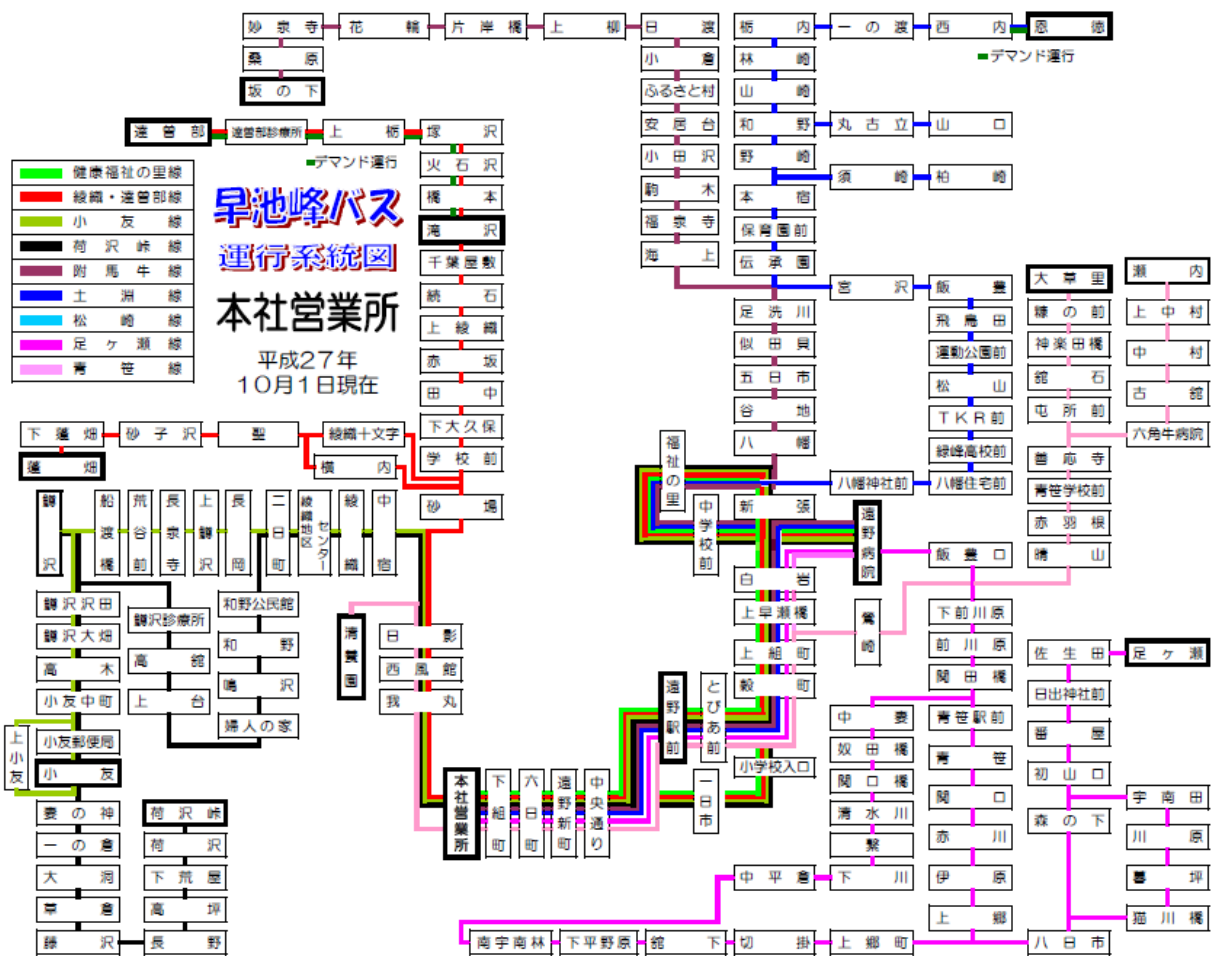 妙泉寺
花輪
片岸橋
上柳
日渡
栃内
一の渡
西内
恩徳
桑原
小倉
林崎
デマンド運行
坂の下
ふるさと村
山崎
達曽部
達曽部診療所
上栃
塚沢
安居台
和野
丸古立
山口
デマンド運行
火石沢
小田沢
野崎
健康福祉の里線
綾織・達曽部線
小友線
荷沢峠線
附馬牛線
土淵線
松崎線
足ヶ瀬線
青笹線
早池峰バス
運行系統図
本社営業所
平成27年
10月1日現在
橋本
駒木
須崎
柏崎
滝沢
福泉寺
本宿
千葉屋敷
海上
保育園前
続石
伝承園
上綾織
宮沢
飯豊
大草里
瀬内
赤坂
足洗川
飛鳥田
糠の前
上中村
田中
似田貝
運動公園前
神楽田橋
中村
下大久保
五日市
松山
舘石
古舘
学校前
谷地
TKR前
屯所前
六角牛病院
八幡
緑峰高校前
善応寺
下蓬畑
砂子沢
聖
綾織十文字
蓬畑
横内
砂場
福祉の里
八幡神社前
八幡住宅前
青笹学校前
中学校前
新張
遠野病院
赤羽根
鱒沢
船渡橋
荒谷前
長泉寺
上鱒沢
長岡
二日町
綾織地区センター
綾織
中宿
白岩
飯豊口
晴山
鱒沢沢田
和野公民館
上早瀬橋
鶯崎
下前川原
鱒沢大畑
鱒沢診療所
和野
清養園
日影
上組町
前川原
佐生田
足ヶ瀬
高木
高舘
鳴沢
西風舘
遠野駅前
とぴあ前
穀町
関田橋
日出神社前
小友中町
上台
婦人の家
我丸
中妻
青笹駅前
番屋
上小友
小友郵便局
奴田橋
青笹
初山口
小友
本社営業所
下組町
六日町
遠野新町
中央通り
一日市
小学校入口
関口橋
関口
宇南田
妻の神
荷沢峠
清水川
赤川
森の下
川原
一の倉
荷沢
繋
伊原
暮坪
大洞
下荒屋
中平倉
下川
上郷
猫川橋
草倉
高坪
藤沢
長野
南宇南林
下平野原
舘下
切掛
上郷町
八日市